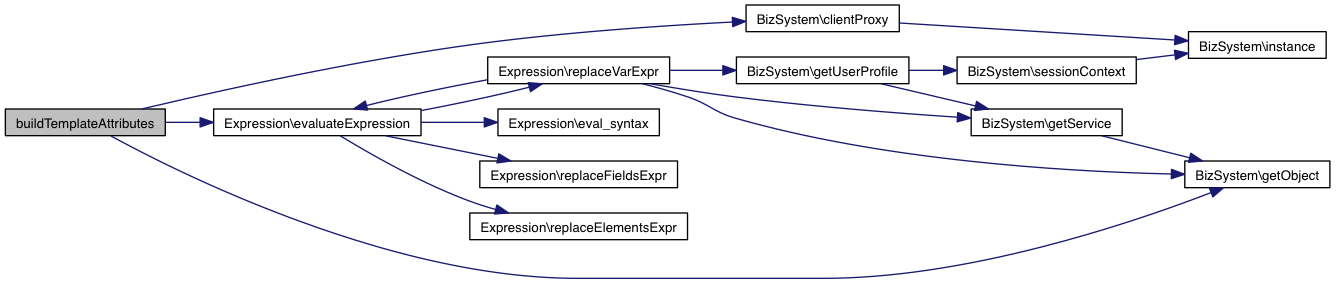 BizSystem\clientProxy
BizSystem\instance
Expression\replaceVarExpr
BizSystem\getUserProfile
BizSystem\sessionContext
buildTemplateAttributes
Expression\evaluateExpression
Expression\eval_syntax
BizSystem\getService
Expression\replaceFieldsExpr
BizSystem\getObject
Expression\replaceElementsExpr